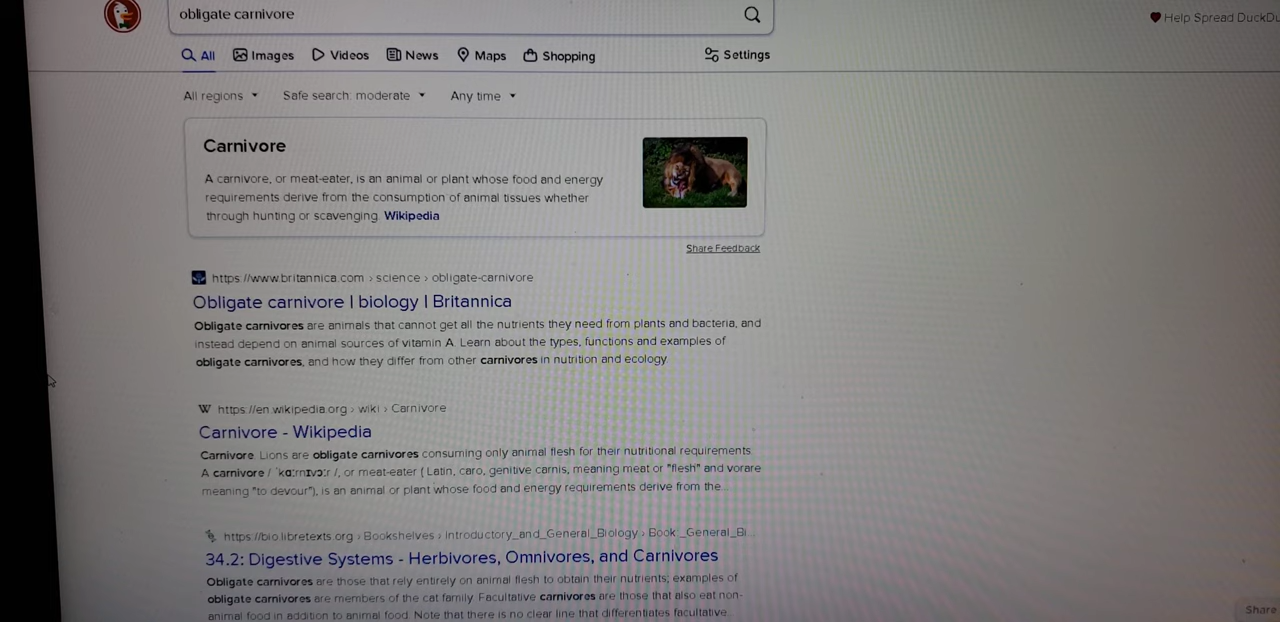 obligate carnivore
Help Spread DuckDu
All Images Videos News Maps Shopping Settings
All regions Safe search: moderate Any time
Carnivore
A carnivore, or meat-eater, is an animal or plant whose food and energy
requirements derive from the consumption of animal tissues whether
through hunting or scavenging. Wikipedia
Share Feedback
https://www.britannica.com › science › obligate-carnivore
Obligate carnivore | biology | Britannica
Obligate carnivores are animals that cannot get all the nutrients they need from plants and bacteria, and
instead depend on animal sources of vitamin A. Learn about the types, functions and examples of
obligate carnivores, and how they differ from other carnivores in nutrition and ecology.
W https://en.wikipedia.org › wiki › Carnivore
Carnivore - Wikipedia
Carnivore. Lions are obligate carnivores consuming only animal flesh for their nutritional requirements.
A carnivore / ˈkɑːrnɪvɔːr /, or meat-eater ( Latin, caro, genitive carnis, meaning meat or "flesh" and vorare
meaning "to devour"), is an animal or plant whose food and energy requirements derive from the...
https://bio.libretexts.org › Bookshelves › Introductory_and_General_Biology › Book:_General_Bi...
34.2: Digestive Systems - Herbivores, Omnivores, and Carnivores
Obligate carnivores are those that rely entirely on animal flesh to obtain their nutrients; examples of
obligate carnivores are members of the cat family. Facultative carnivores are those that also eat non-
animal food in addition to animal food. Note that there is no clear line that differentiates facultative
Share